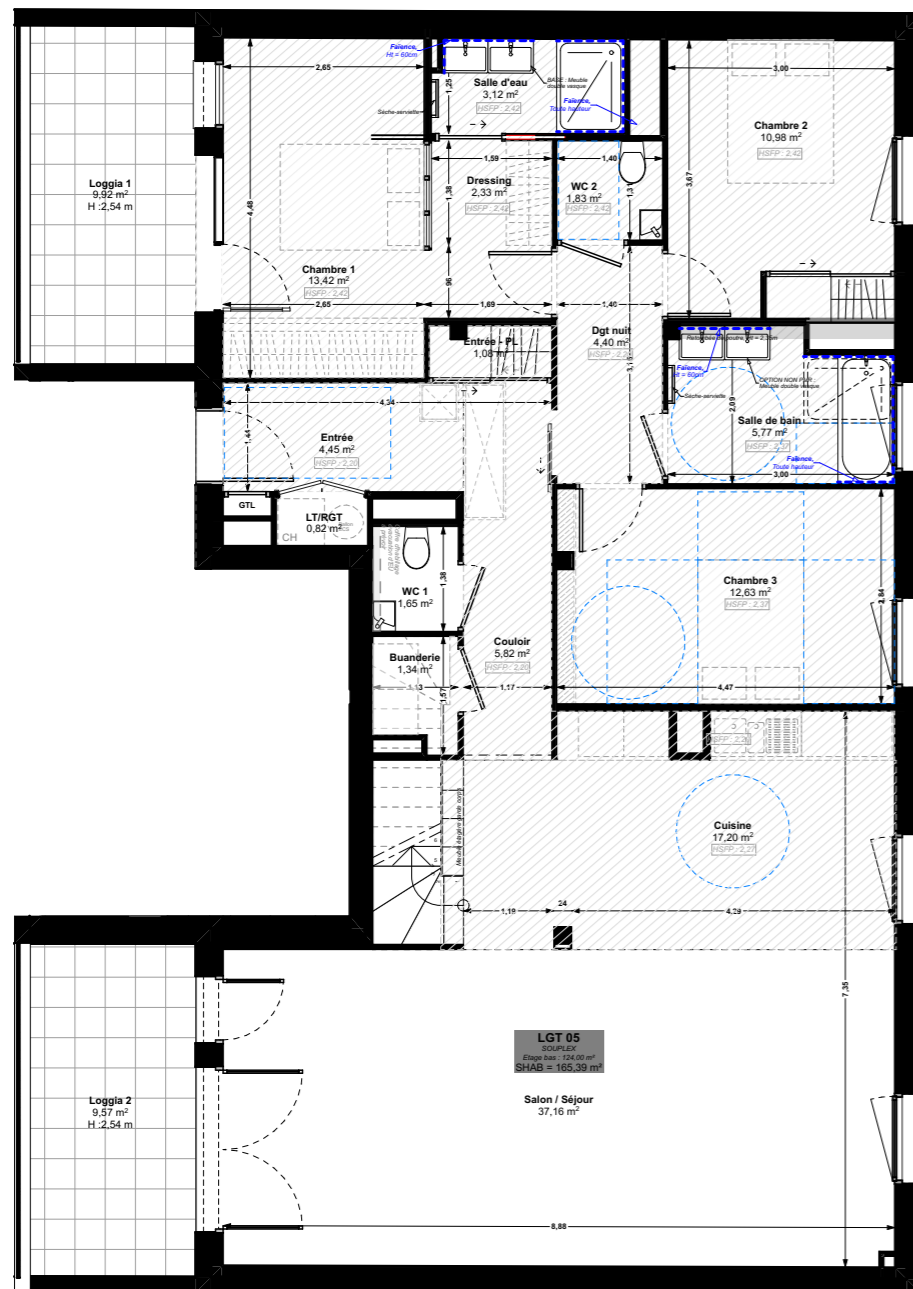 Faïence,
Ht = 60cm
2,65
Salle d'eau
3,12 m²
HSFP : 2,42
1,25
BASE : Meuble
double vasque
Faïence,
Toute hauteur
Sèche-serviette
3,00
Chambre 2
10,98 m²
HSFP : 2,42
3,67
Loggia 1
9,92 m²
H :2,54 m
4,48
1,59
Dressing
2,33 m²
HSFP : 2,42
1,38
1,40
WC 2
1,83 m²
HSFP : 2,42
1,3
Chambre 1
13,42 m²
HSFP : 2,42
2,65
96
1,69
1,40
Dgt nuit
4,40 m²
Entrée - PL
1,08 m²
Faïence,
Ht = 60cm
OPTION NON PMR :
Meuble double vasque
Sèche-serviette
2,09
Salle de bain
5,77 m²
HSFP : 2,37
Faïence,
Toute hauteur
3,00
4,34
1,44
Entrée
4,45 m²
HSFP : 2,20
GTL
LT/RGT
0,82 m²
CH
WC 1
1,65 m²
1,38
Chambre 3
12,63 m²
HSFP : 2,37
2,84
4,47
Couloir
5,82 m²
HSFP : 2,20
1,17
Buanderie
1,34 m²
1,13
1,57
Cuisine
17,20 m²
HSFP : 2,27
1,19
24
4,29
7,35
LGT 05
SOUPLEX
Etage bas : 124,00 m²
SHAB = 165,39 m²
Salon / Séjour
37,16 m²
Loggia 2
9,57 m²
H :2,54 m
8,88